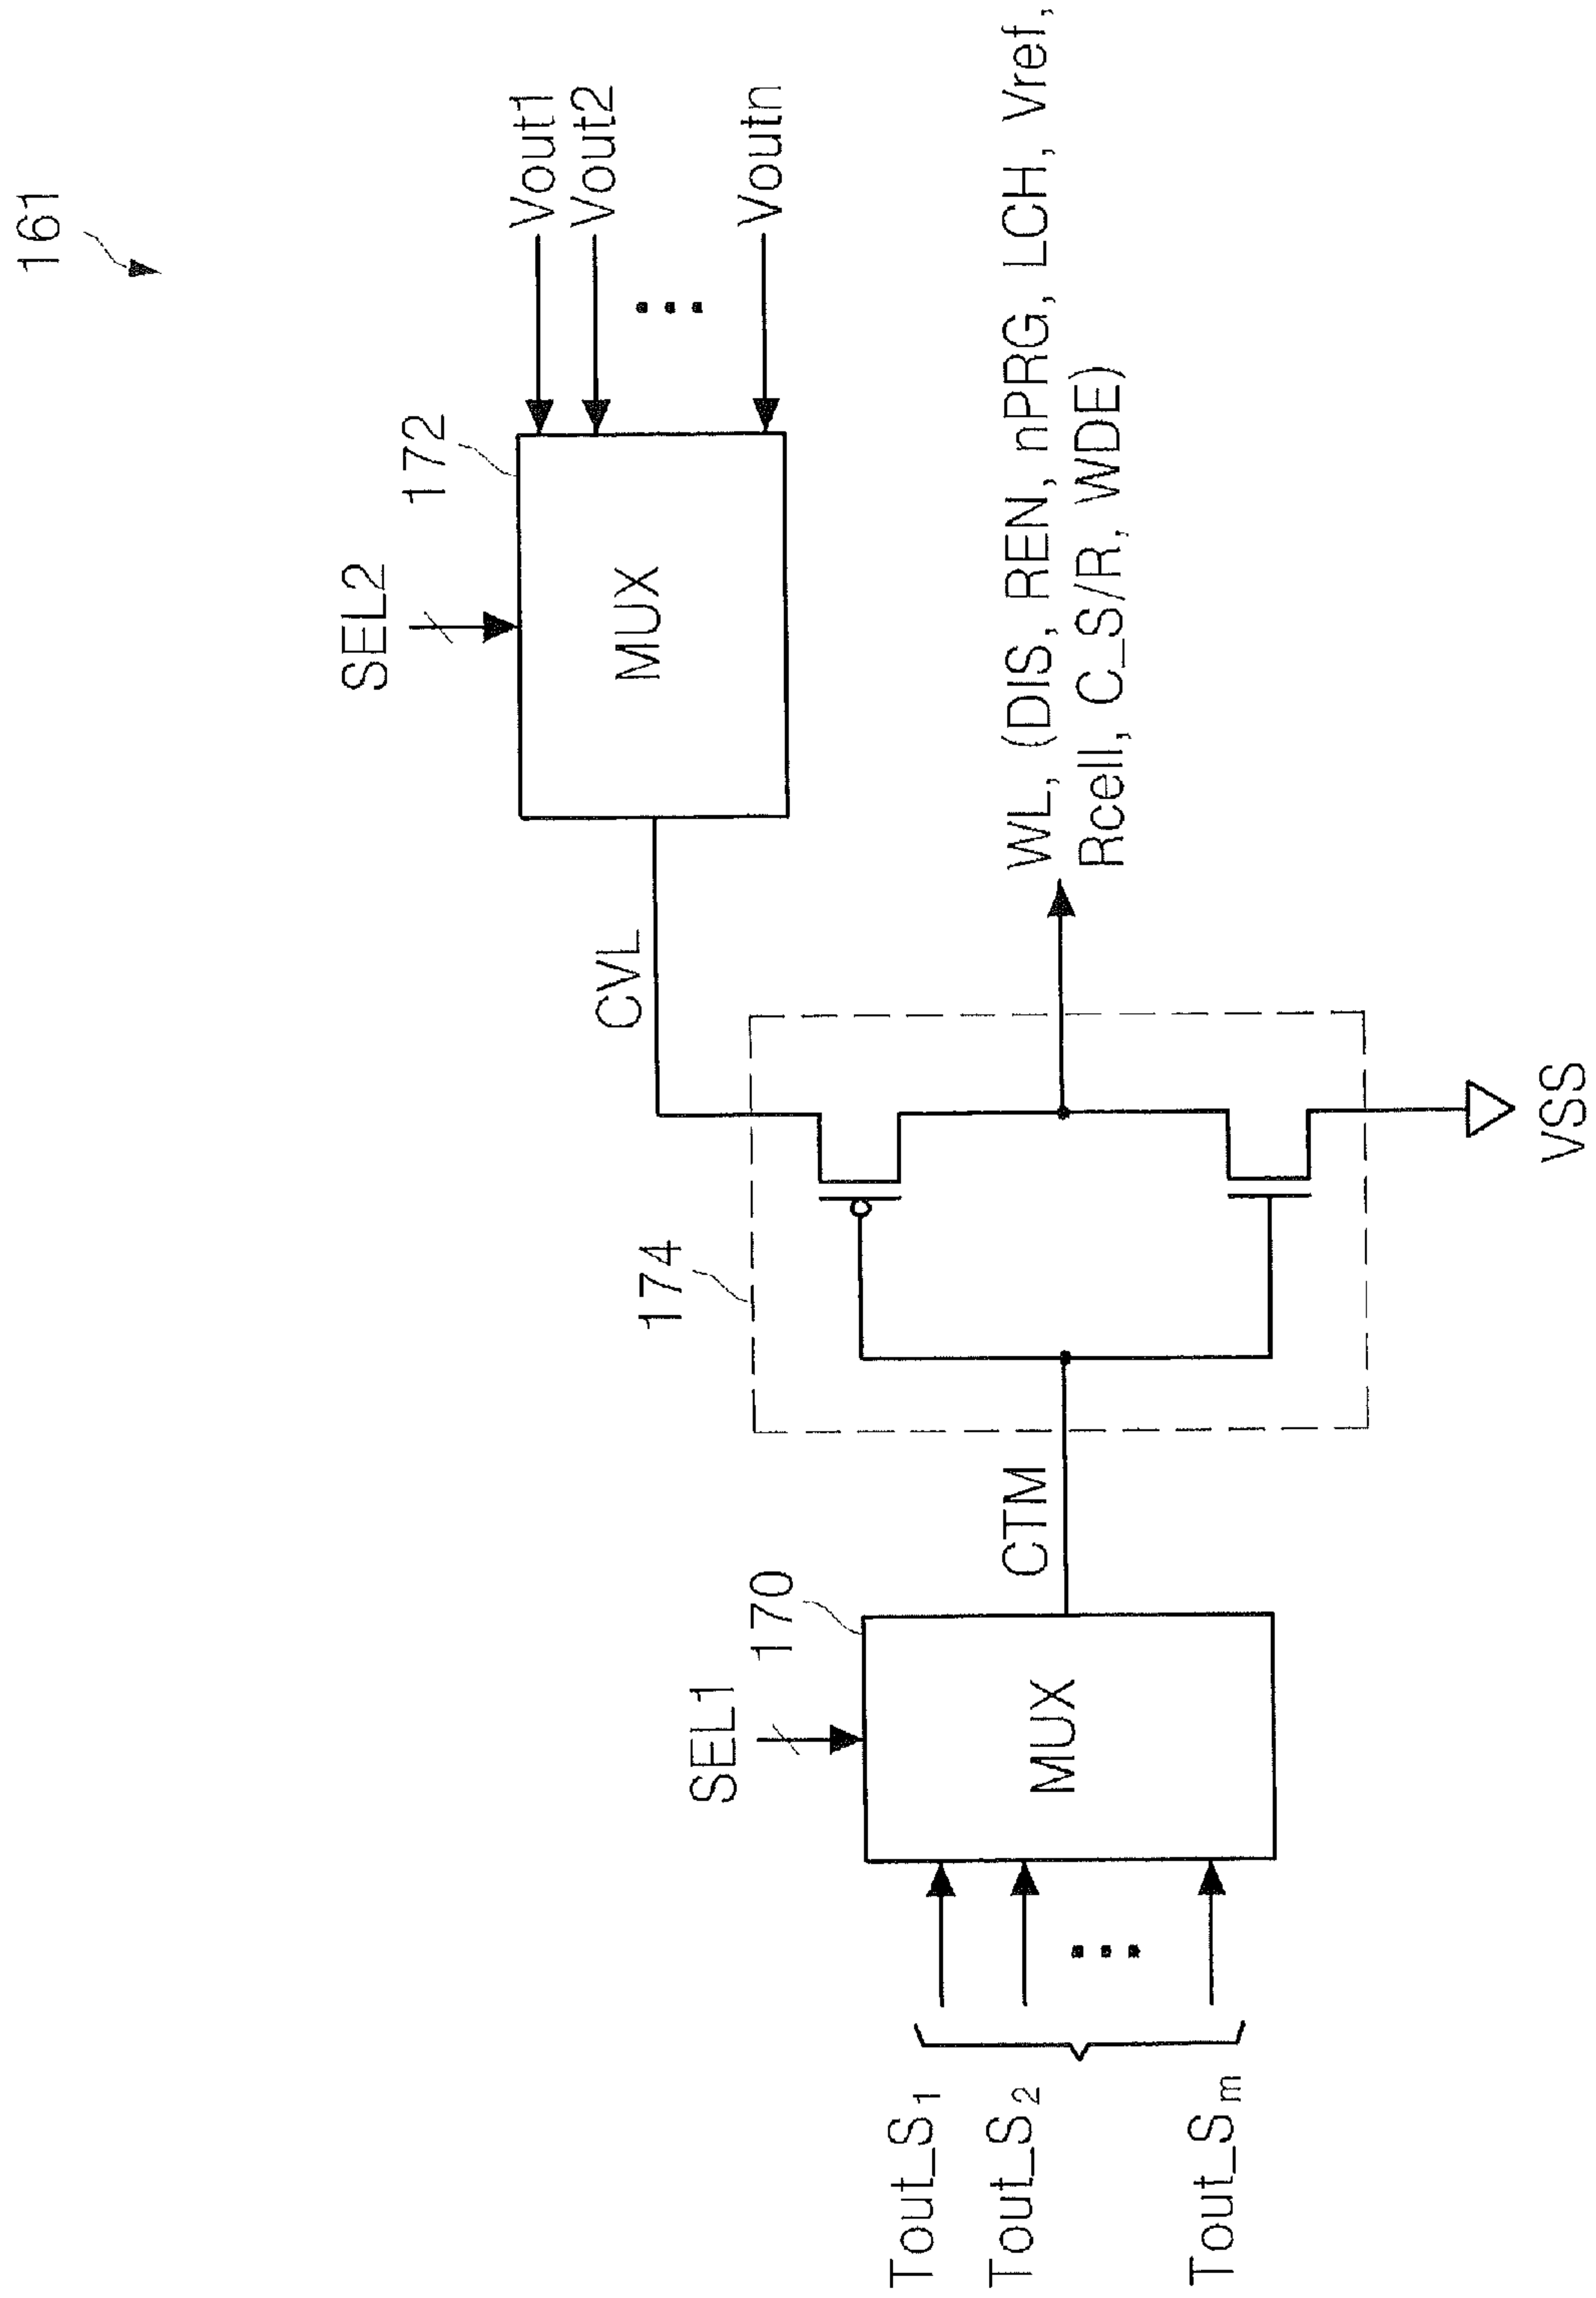 161
Vout1
Vout2
Voutn
172
SEL2
MUX
CVL
WL, (DIS, REN, nPRG, LCH, Vref,
Rcell, C_S/R, WDE)
174
VSS
CTM
170
SEL1
MUX
Tout_S1
Tout_S2
Tout_Sm